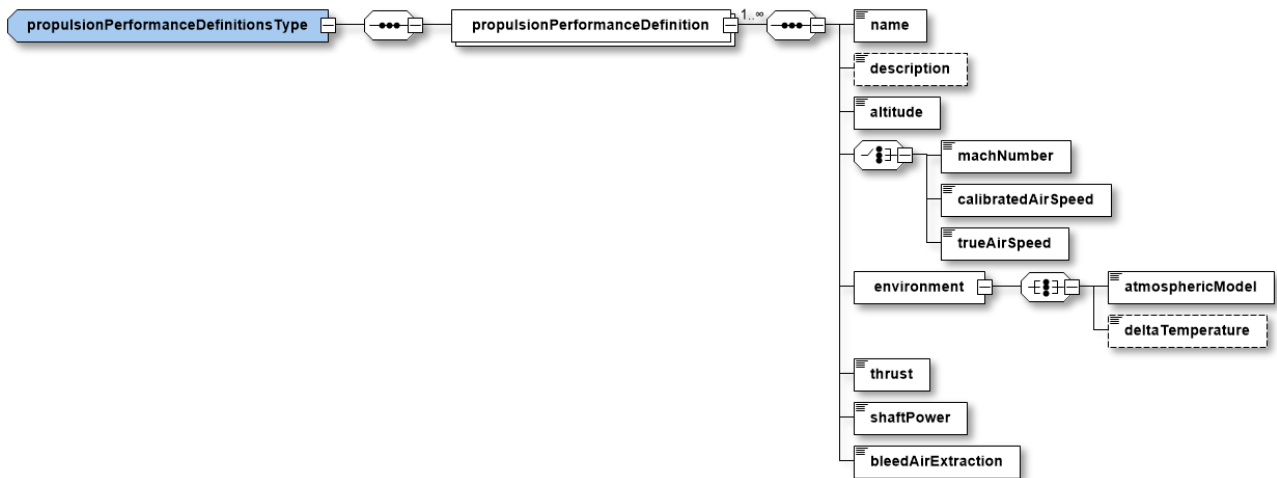 propulsionPerformanceDefinitionsType
propulsionPerformanceDefinition
1..∞
name
description
altitude
machNumber
calibratedAirSpeed
trueAirSpeed
environment
atmosphericModel
deltaTemperature
thrust
shaftPower
bleedAirExtraction